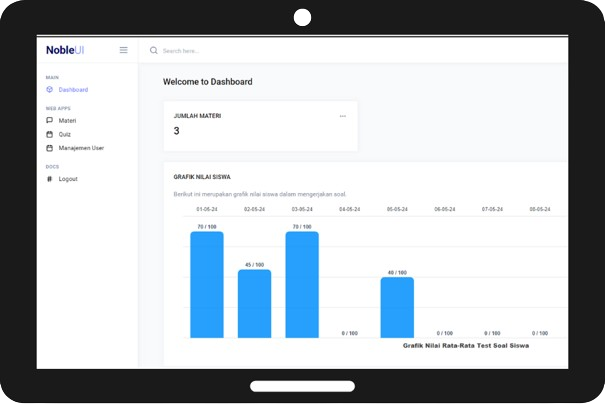 NobleUI
Search here...
MAIN
Dashboard
WEB APPS
Materi
Quiz
Manajemen User
DOCS
Logout
Welcome to Dashboard
JUMLAH MATERI
3
GRAFIK NILAI SISWA
Berikut ini merupakan grafik nilai siswa dalam mengerjakan soal.
01-05-24 02-05-24 03-05-24 04-05-24 05-05-24 06-05-24 07-05-24 08-05-24
70 / 100 45 / 100 70 / 100 0 / 100 40 / 100 0 / 100 0 / 100 0 / 100
Grafik Nilai Rata-Rata Test Soal Siswa